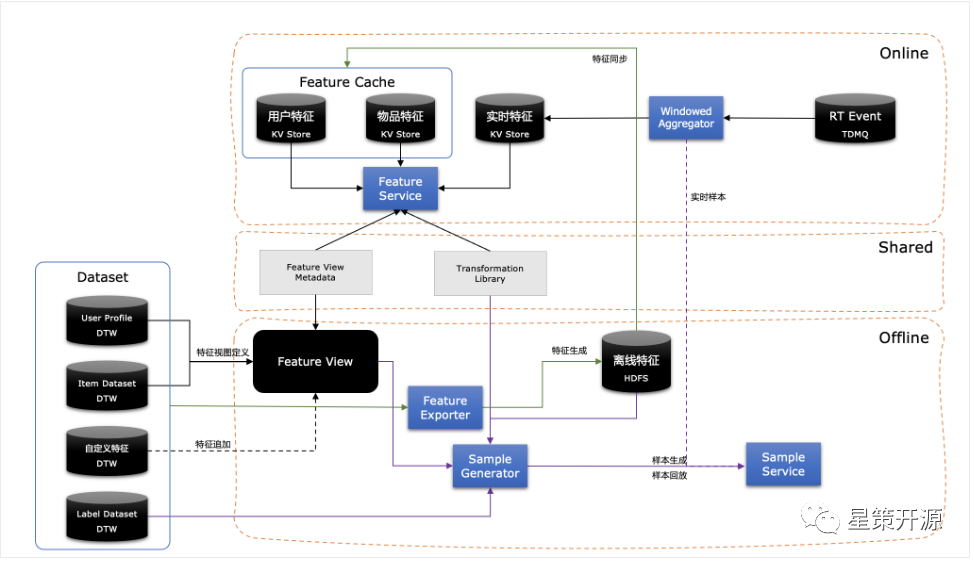 Online
特征同步
Feature Cache
用户特征
KV Store
物品特征
KV Store
实时特征
KV Store
Windowed
Aggregator
RT Event
TDMQ
Feature
Service
实时样本
Shared
Feature View
Metadata
Transformation
Library
Dataset
User Profile
DTW
Item Dataset
DTW
自定义特征
DTW
Label Dataset
DTW
Offline
特征视图定义
Feature View
特征生成
离线特征
HDFS
Feature
Exporter
特征追加
Sample
Generator
样本生成
样本回放
Sample
Service
星策开源